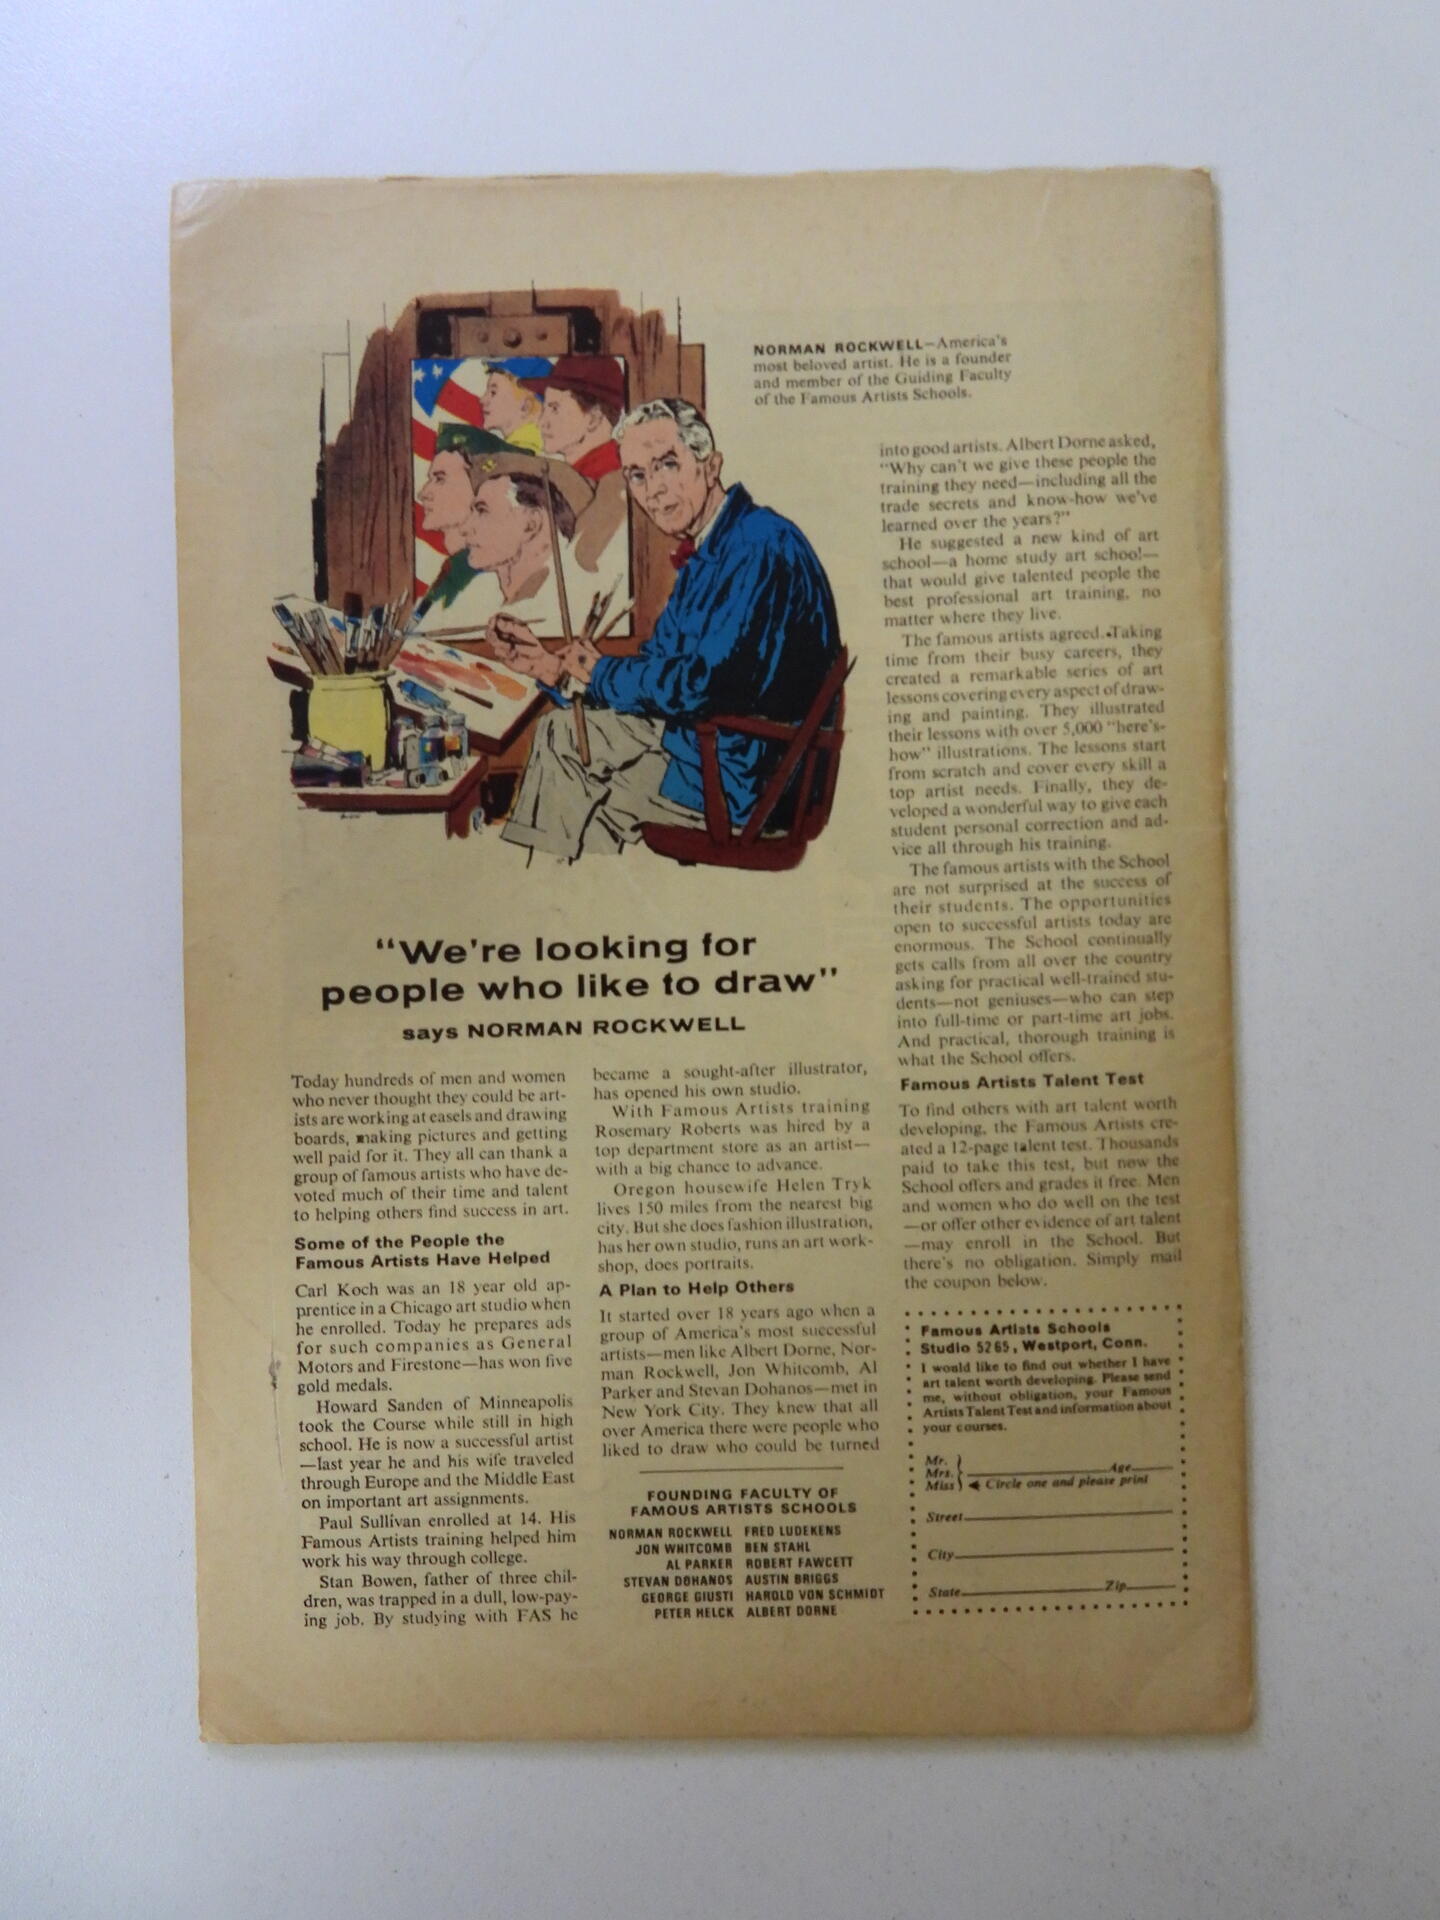 NORMAN ROCKWELL—America's
most beloved artist. He is a founder
and member of the Guiding Faculty
of the Famous Artists Schools.
"We're looking for
people who like to draw"
says NORMAN ROCKWELL
Today hundreds of men and women
who never thought they could be art-
ists are working at easels and drawing
boards, making pictures and getting
well paid for it. They all can thank a
group of famous artists who have de-
voted much of their time and talent
to helping others find success in art.
Some of the People the
Famous Artists Have Helped
Carl Koch was an 18 year old ap-
prentice in a Chicago art studio when
he enrolled. Today he prepares ads
for such companies as General
Motors and Firestone—has won five
gold medals.
Howard Sanden of Minneapolis
took the Course while still in high
school. He is now a successful artist
—last year he and his wife traveled
through Europe and the Middle East
on important art assignments.
Paul Sullivan enrolled at 14. His
Famous Artists training helped him
work his way through college.
Stan Bowen, father of three chil-
dren, was trapped in a dull, low-pay-
ing job. By studying with FAS he
became a sought-after illustrator,
has opened his own studio.
With Famous Artists training
Rosemary Roberts was hired by a
top department store as an artist—
with a big chance to advance.
Oregon housewife Helen Tryk
lives 150 miles from the nearest big
city. But she does fashion illustration,
has her own studio, runs an art work-
shop, does portraits.
A Plan to Help Others
It started over 18 years ago when a
group of America's most successful
artists—men like Albert Dorne, Nor-
man Rockwell, Jon Whitcomb, Al
Parker and Stevan Dohanos—met in
New York City. They knew that all
over America there were people who
liked to draw who could be turned
FOUNDING FACULTY OF
FAMOUS ARTISTS SCHOOLS
NORMAN ROCKWELL FRED LUDEKENS
JON WHITCOMB BEN STAHL
AL PARKER ROBERT FAWCETT
STEVAN DOHANOS AUSTIN BRIGGS
GEORGE GIUSTI HAROLD VON SCHMIDT
PETER HELCK ALBERT DORNE
into good artists. Albert Dorne asked,
"Why can't we give these people the
training they need—including all the
trade secrets and know-how we've
learned over the years?"
He suggested a new kind of art
school—a home study art school—
that would give talented people the
best professional art training, no
matter where they live.
The famous artists agreed. Taking
time from their busy careers, they
created a remarkable series of art
lessons covering every aspect of draw-
ing and painting. They illustrated
their lessons with over 5,000 "here's-
how" illustrations. The lessons start
from scratch and cover every skill a
top artist needs. Finally, they de-
veloped a wonderful way to give each
student personal correction and ad-
vice all through his training.
The famous artists with the School
are not surprised at the success of
their students. The opportunities
open to successful artists today are
enormous. The School continually
gets calls from all over the country
asking for practical well-trained stu-
dents—not geniuses—who can step
into full-time or part-time art jobs.
And practical, thorough training is
what the School offers.
Famous Artists Talent Test
To find others with art talent worth
developing, the Famous Artists cre-
ated a 12-page talent test. Thousands
paid to take this test, but now the
School offers and grades it free. Men
and women who do well on the test
—or offer other evidence of art talent
—may enroll in the School. But
there's no obligation. Simply mail
the coupon below.
Famous Artists Schools
Studio 5265, Westport, Conn.
I would like to find out whether I have
art talent worth developing. Please send
me, without obligation, your Famous
Artists Talent Test and information about
your courses.
Mr.
Mrs. Age
Miss Circle one and please print
Street
City
State Zip